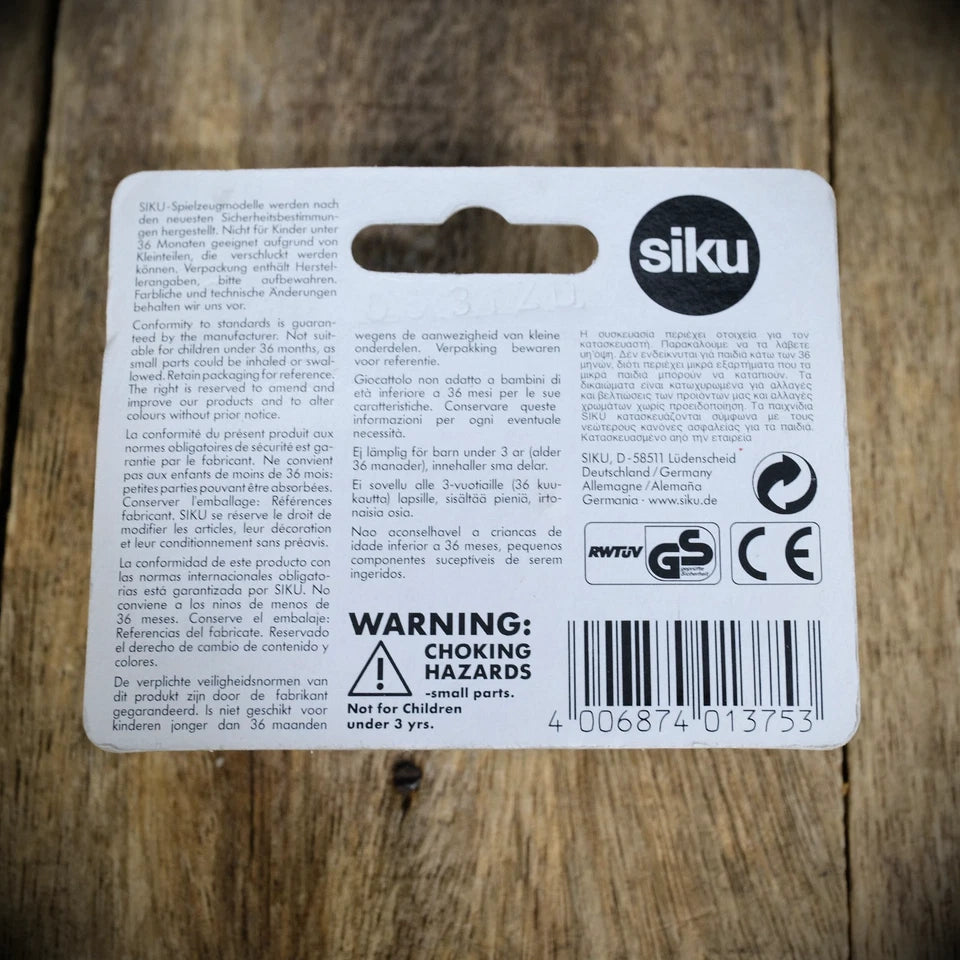 SIKU-Spielzeugmodelle werden nach
den neuesten Sicherheitsbestimmun-
gen hergestellt. Nicht für Kinder unter
36 Monaten geeignet aufgrund von
Kleinteilen, die verschluckt werden
können. Verpackung enthält Herstel-
lerangaben, bitte aufbewahren.
Farbliche und technische Änderungen
behalten wir uns vor.
Conformity to standards is guaran-
teed by the manufacturer. Not suit-
able for children under 36 months, as
small parts could be inhaled or swal-
lowed. Retain packaging for reference.
The right is reserved to amend and
improve our products and to alter
colours without prior notice.
La conformité du présent produit aux
normes obligatoires de sécurité est ga-
rantie par le fabricant. Ne convient
pas aux enfants de moins de 36 mois:
petites parties pouvant être absorbées.
Conserver l'emballage: Références
fabricant. SIKU se réserve le droit de
modifier les articles, leur décoration
et leur conditionnement sans préavis.
La conformidad de este producto con
las normas internacionales obligato-
rias está garantizada por SIKU. No
conviene a los ninos de menos de
36 meses. Conserve el embalaje:
Referencias del fabricate. Reservado
el derecho de cambio de contenido y
colores.
De verplichte veiligheidsnormen van
dit produkt zijn door de fabrikant
gegarandeerd. Is niet geschikt voor
kinderen jonger dan 36 maanden
wegens de aanwezigheid van kleine
onderdelen. Verpakking bewaren
voor referentie.
Giocattolo non adatto a bambini di
età inferiore a 36 mesi per le sue
caratteristiche. Conservare queste
informazioni per ogni eventuale
necessità.
Ej lämplig för barn under 3 ar (alder
36 manader), innehaller sma delar.
Ei sovellu alle 3-vuotiaille (36 kuu-
kautta) lapsille, sisältää pieniä, irto-
naisia osia.
Nao aconselhavel a criancas de
idade inferior a 36 meses, pequenos
componentes suceptiveis de serem
ingeridos.
WARNING:
CHOKING
HAZARDS
-small parts.
Not for Children
under 3 yrs.
siku
Η συσκευασία περιέχει στοιχεία για τον
κατασκευαστή. Παρακαλούμε να τα λάβετε
υπ'όψη. Δεν ενδείκνυται γιά παιδιά κάτω των 36
μηνών, διότι περιέχει μικρά εξαρτήματα που τα
μικρά παιδιά μπορούν να καταπιούν. Τα
δικαιώματα είναι κατωχυρωμένα για αλλαγές
και βελτιώσεις των προιόντων μας και αλλαγές
χρωμάτων χωρίς προειδοποίηση. Τα παιχνίδια
SIKU κατασκευάζονται σύμφωνα με τους
νεώτερους κανόνες ασφαλείας για τα παιδιά.
Κατασκευασμένο από την εταιρεία
SIKU, D-58511 Lüdenscheid
Deutschland/Germany
Allemagne/Alemaña
Germania · www.siku.de
RWTÜV GS geprüfte Sicherheit
CE
4 006874 013753